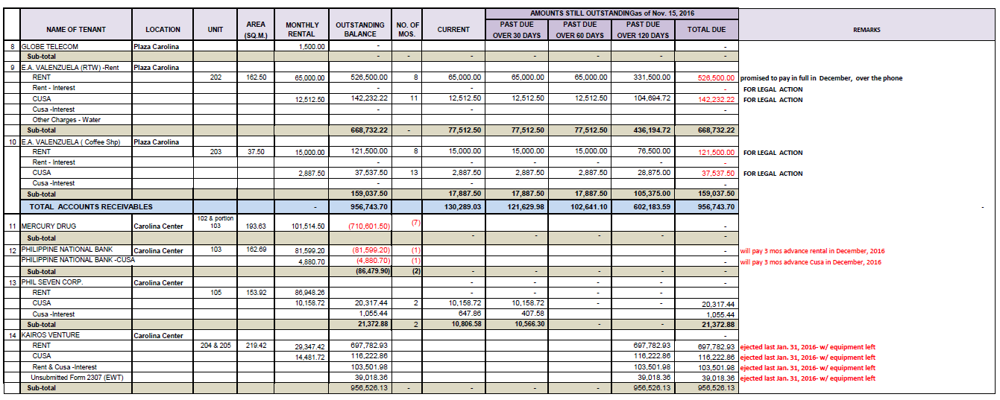 AMOUNTS STILL OUTSTANDINGas of Nov. 15, 2016
NAME OF TENANT LOCATION UNIT AREA (SQ.M.) MONTHLY RENTAL OUTSTANDING BALANCE NO. OF MOS. CURRENT PAST DUE OVER 30 DAYS PAST DUE OVER 60 DAYS PAST DUE OVER 120 DAYS TOTAL DUE REMARKS
8 GLOBE TELECOM Plaza Carolina 1,500.00 - -
Sub-total - - - - - - -
9 E.A. VALENZUELA (RTW) -Rent Plaza Carolina
RENT 202 162.50 65,000.00 526,500.00 8 65,000.00 65,000.00 65,000.00 331,500.00 526,500.00 promised to pay in full in December, over the phone
Rent - Interest - - - FOR LEGAL ACTION
CUSA 12,512.50 142,232.22 11 12,512.50 12,512.50 12,512.50 104,694.72 142,232.22 FOR LEGAL ACTION
Cusa -Interest - - -
Other Charges - Water
Sub-total 668,732.22 - 77,512.50 77,512.50 77,512.50 436,194.72 668,732.22
10 E.A. VALENZUELA ( Coffee Shp) Plaza Carolina
RENT 203 37.50 15,000.00 121,500.00 8 15,000.00 15,000.00 15,000.00 76,500.00 121,500.00 FOR LEGAL ACTION
Rent - Interest - - - - - -
CUSA 2,887.50 37,537.50 13 2,887.50 2,887.50 2,887.50 28,875.00 37,537.50 FOR LEGAL ACTION
Cusa -Interest - - -
Sub-total 159,037.50 17,887.50 17,887.50 17,887.50 105,375.00 159,037.50
TOTAL ACCOUNTS RECEIVABLES - 956,743.70 130,289.03 121,629.98 102,641.10 602,183.59 956,743.70 -
11 MERCURY DRUG Carolina Center 102 & portion 103 193.63 101,514.50 (710,601.50) (7) -
Sub-total - - - - -
12 PHILIPPINE NATIONAL BANK Carolina Center 103 162.69 81,599.20 (81,599.20) (1) - will pay 3 mos advance rental in December, 2016
PHILIPPINE NATIONAL BANK -CUSA 4,880.70 (4,880.70) (1) - will pay 3 mos advance Cusa in December, 2016
Sub-total (86,479.90) (2) - - - - -
13 PHIL SEVEN CORP. Carolina Center - - - - -
RENT 105 153.92 86,948.26 - - - -
CUSA 10,158.72 20,317.44 2 10,158.72 10,158.72 - - 20,317.44
Cusa -Interest 1,055.44 647.86 407.58 1,055.44
Sub-total 21,372.88 2 10,806.58 10,566.30 - - 21,372.88
14 KAIROS VENTURE Carolina Center -
RENT 204 & 205 219.42 29,347.42 697,782.93 697,782.93 697,782.93 ejected last Jan. 31, 2016- w/ equipment left
CUSA 14,481.72 116,222.86 116,222.86 116,222.86 ejected last Jan. 31, 2016- w/ equipment left
Rent & Cusa -Interest 103,501.98 103,501.98 103,501.98 ejected last Jan. 31, 2016- w/ equipment left
Unsubmitted Form 2307 (EWT) 39,018.36 39,018.36 39,018.36 ejected last Jan. 31, 2016- w/ equipment left
Sub-total 956,526.13 - - - - 956,526.13 956,526.13